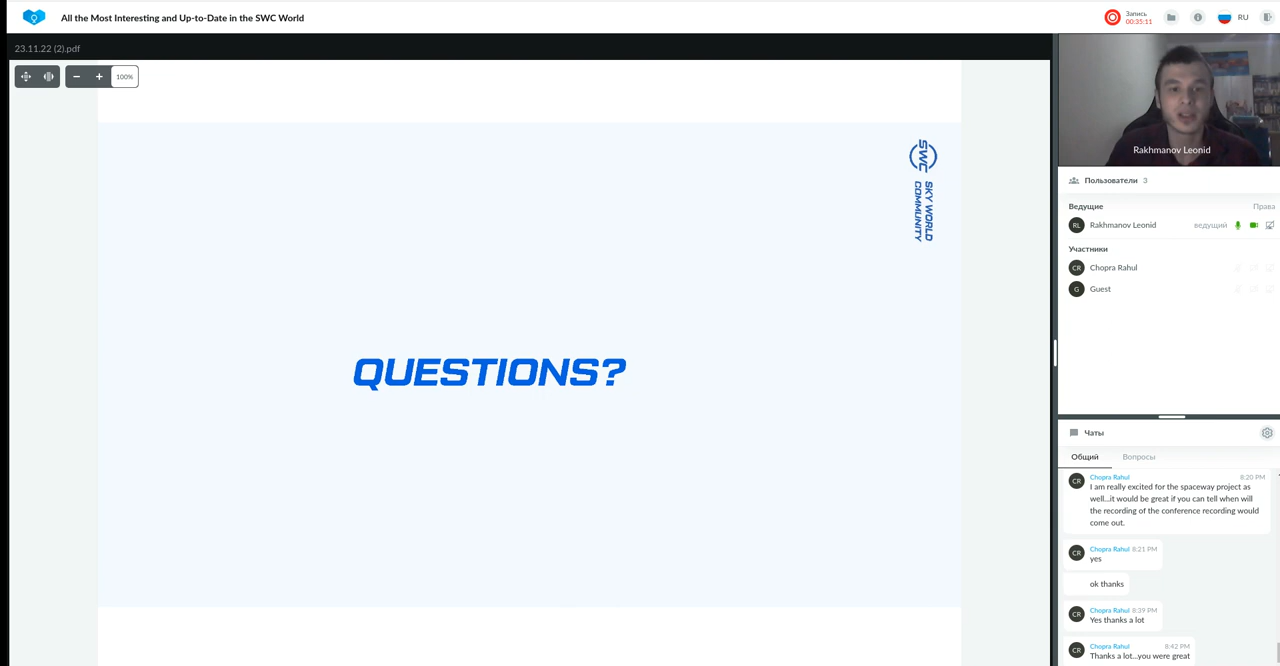 All the Most Interesting and Up-to-Date in the SWC World
Запись
00:35:11
RU
23.11.22 (2).pdf
100%
SWC
SKY WORLD
COMMUNITY
QUESTIONS?
Rakhmanov Leonid
Пользователи 3
Ведущие Права
RL Rakhmanov Leonid ведущий
Участники
CR Chopra Rahul
G Guest
Чаты
Общий Вопросы
CR Chopra Rahul 8:20 PM
I am really excited for the spaceway project as
well...it would be great if you can tell when will
the recording of the conference recording would
come out.
CR Chopra Rahul 8:21 PM
yes
ok thanks
CR Chopra Rahul 8:39 PM
Yes thanks a lot
CR Chopra Rahul 8:42 PM
Thanks a lot...you were great